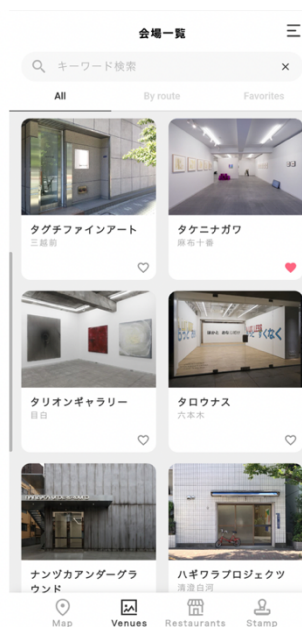 会場一覧
キーワード検索
All By route Favorites
タグチファインアート
三越前
タケニナガワ
麻布十番
タリオンギャラリー
目白
タロウナス
六本木
ナンヅカアンダーグラ
ウンド
ハギワラプロジェクツ
清澄白河
Map Venues Restaurants Stamp